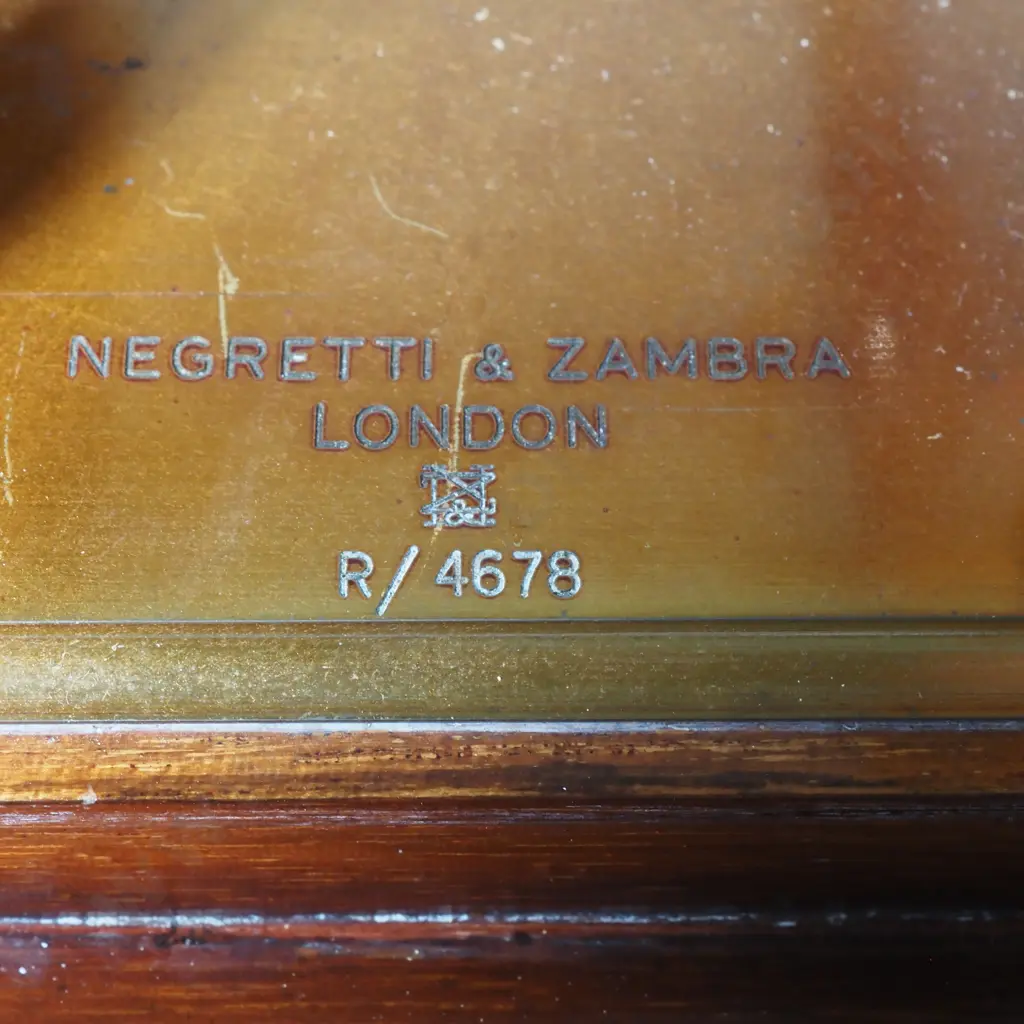 NEGRETTI & ZAMBRA
LONDON
N&Z
R/4678